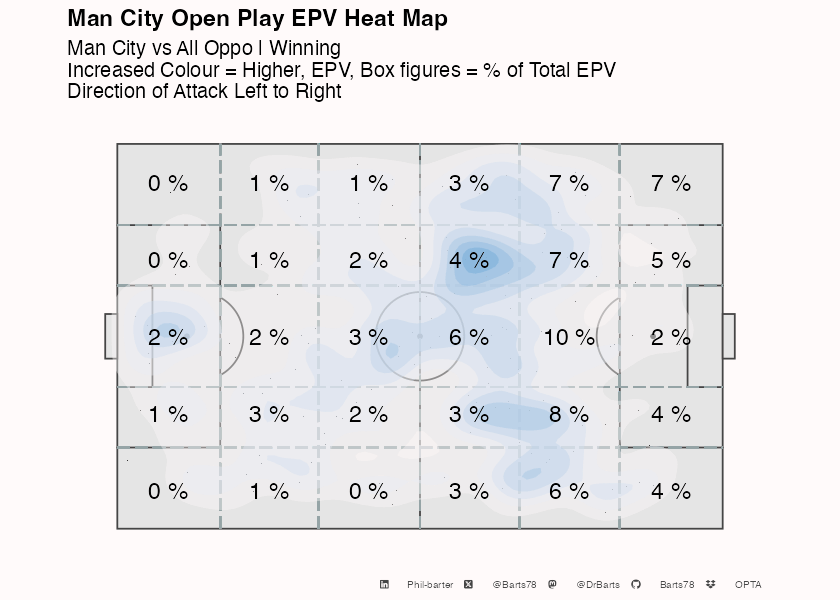 Man City Open Play EPV Heat Map
Man City vs All Oppo | Winning
Increased Colour = Higher, EPV, Box figures = % of Total EPV
Direction of Attack Left to Right
0 % 1 % 1 % 3 % 7 % 7 %
0 % 1 % 2 % 4 % 7 % 5 %
2 % 2 % 3 % 6 % 10 % 2 %
1 % 3 % 2 % 3 % 8 % 4 %
0 % 1 % 0 % 3 % 6 % 4 %
Phil-barter @Barts78 @DrBarts Barts78 OPTA